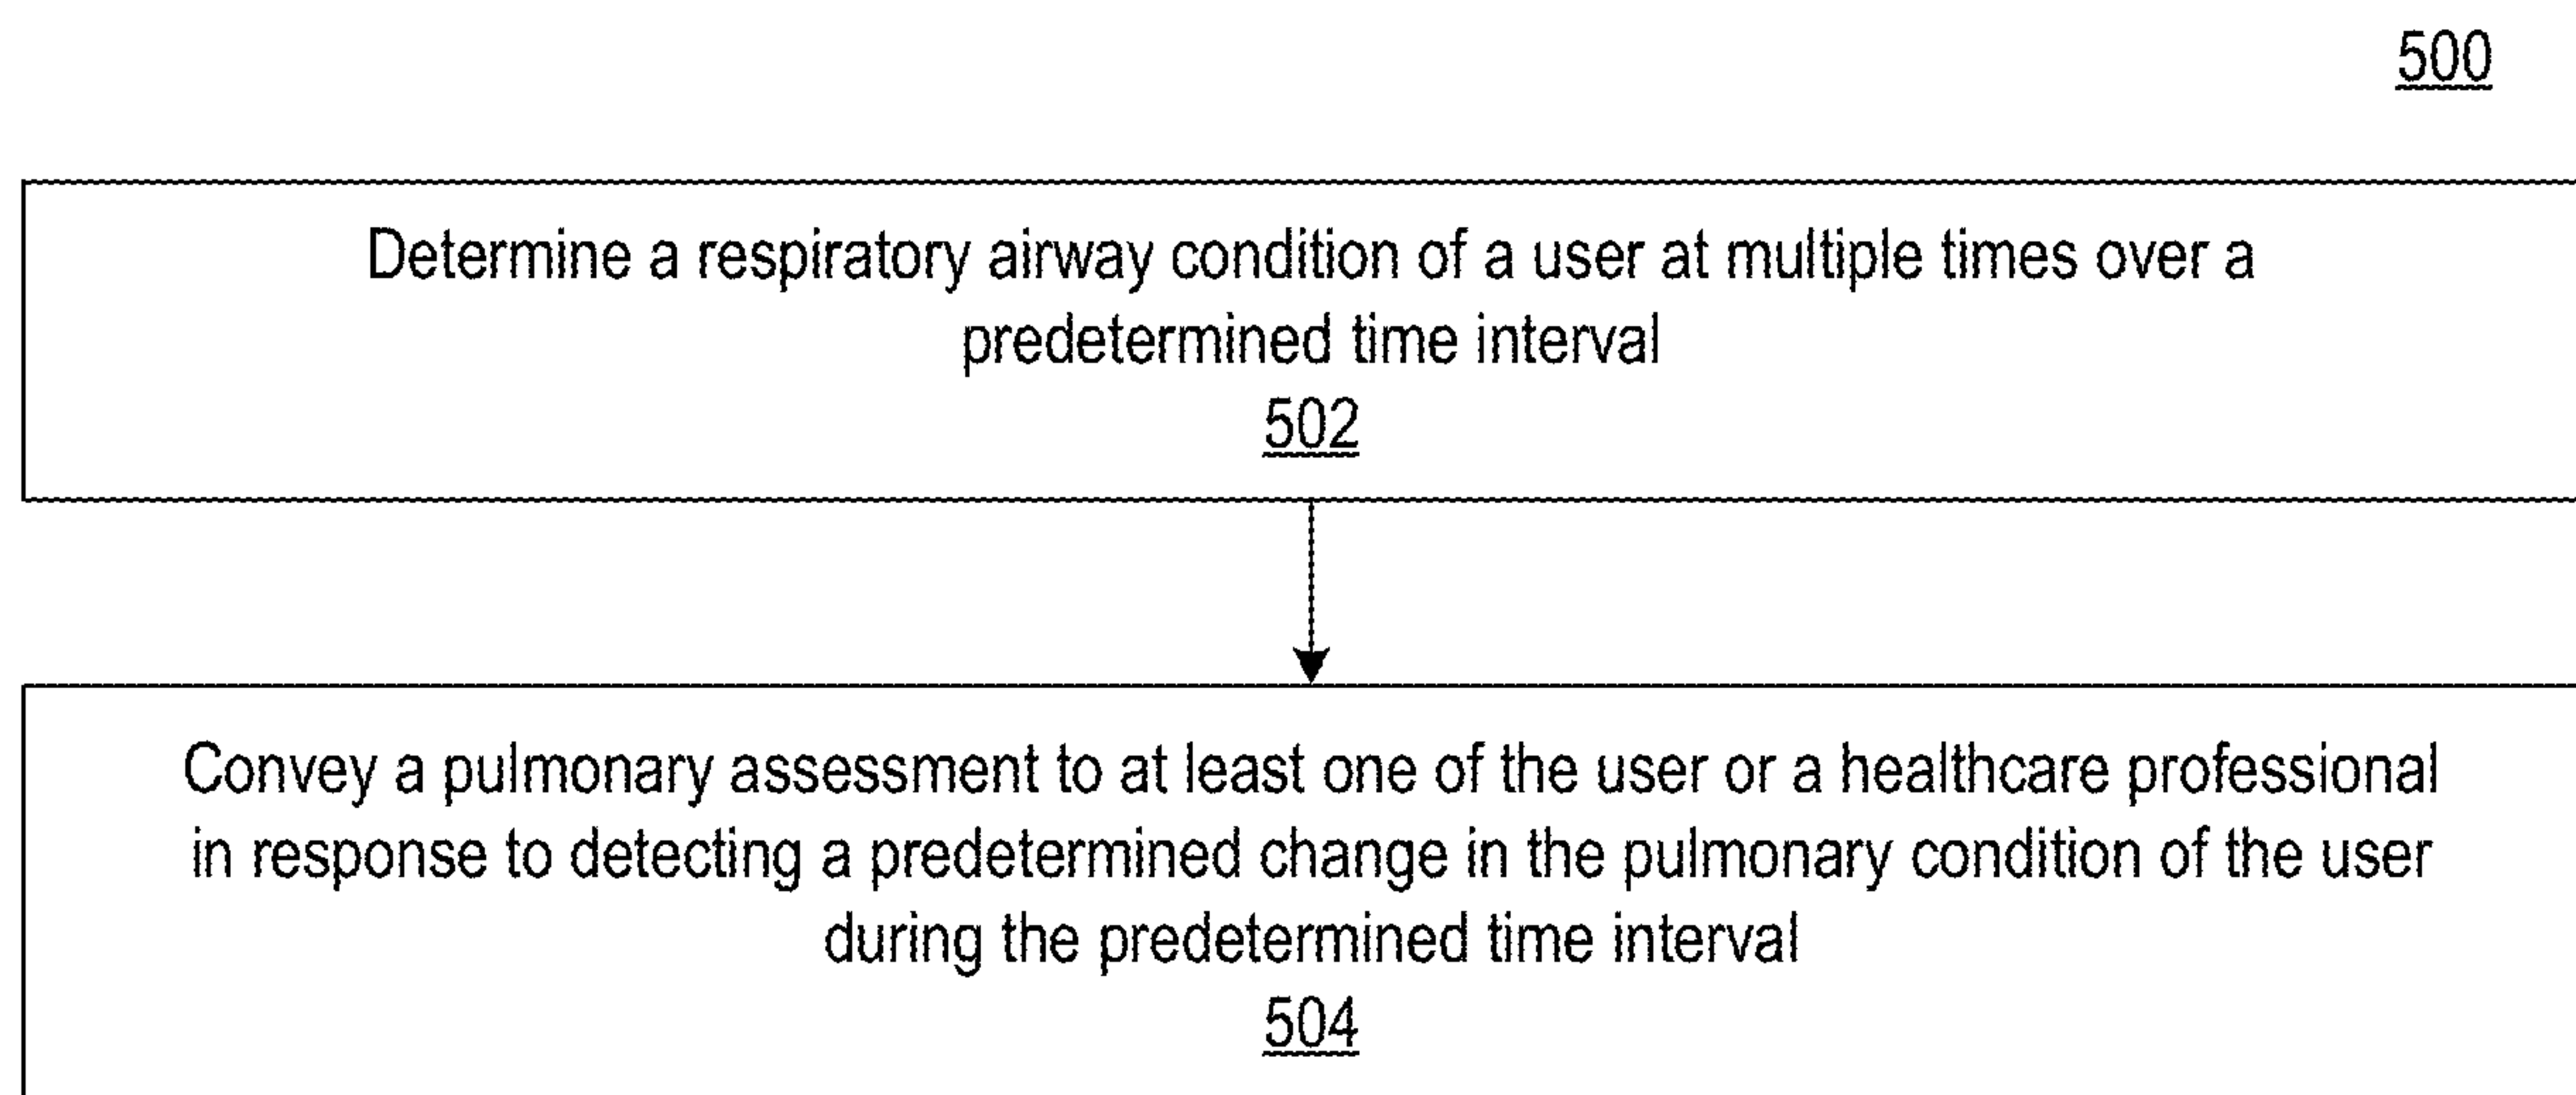 500
Determine a respiratory airway condition of a user at multiple times over a
predetermined time interval
502
Convey a pulmonary assessment to at least one of the user or a healthcare professional
in response to detecting a predetermined change in the pulmonary condition of the user
during the predetermined time interval
504